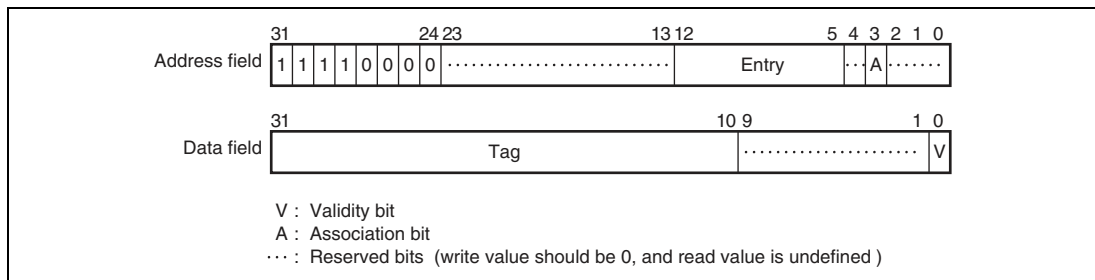 31 24 23 13 12 5 4 3 2 1 0
Address field 1 1 1 1 0 0 0 0 ............................ Entry ... A .......
31 10 9 1 0
Data field Tag ..................... V
V : Validity bit
A : Association bit
··· : Reserved bits (write value should be 0, and read value is undefined )